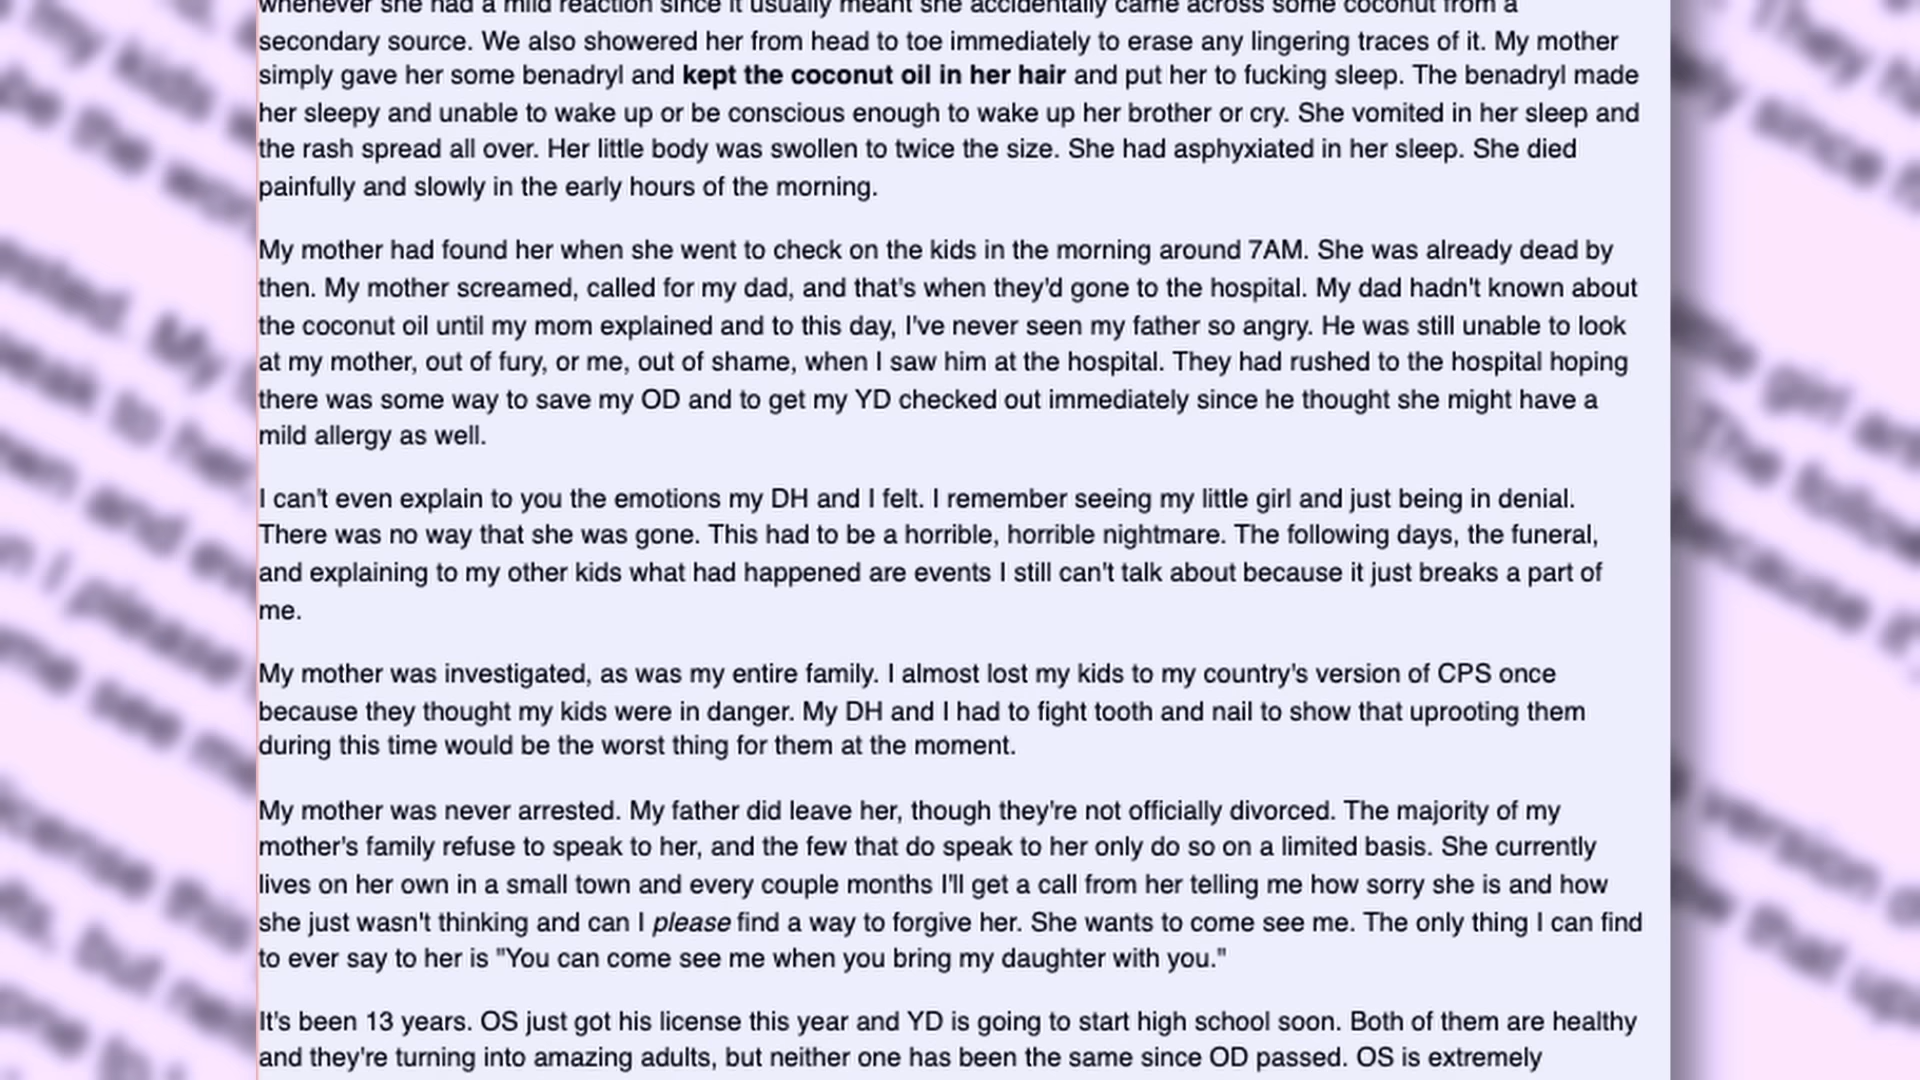 whenever she had a mild reaction since it usually meant she accidentally came across some coconut from a
secondary source. We also showered her from head to toe immediately to erase any lingering traces of it. My mother
simply gave her some benadryl and kept the coconut oil in her hair and put her to fucking sleep. The benadryl made
her sleepy and unable to wake up or be conscious enough to wake up her brother or cry. She vomited in her sleep and
the rash spread all over. Her little body was swollen to twice the size. She had asphyxiated in her sleep. She died
painfully and slowly in the early hours of the morning.
My mother had found her when she went to check on the kids in the morning around 7AM. She was already dead by
then. My mother screamed, called for my dad, and that's when they'd gone to the hospital. My dad hadn't known about
the coconut oil until my mom explained and to this day, I've never seen my father so angry. He was still unable to look
at my mother, out of fury, or me, out of shame, when I saw him at the hospital. They had rushed to the hospital hoping
there was some way to save my OD and to get my YD checked out immediately since he thought she might have a
mild allergy as well.
I can't even explain to you the emotions my DH and I felt. I remember seeing my little girl and just being in denial.
There was no way that she was gone. This had to be a horrible, horrible nightmare. The following days, the funeral,
and explaining to my other kids what had happened are events I still can't talk about because it just breaks a part of
me.
My mother was investigated, as was my entire family. I almost lost my kids to my country's version of CPS once
because they thought my kids were in danger. My DH and I had to fight tooth and nail to show that uprooting them
during this time would be the worst thing for them at the moment.
My mother was never arrested. My father did leave her, though they're not officially divorced. The majority of my
mother's family refuse to speak to her, and the few that do speak to her only do so on a limited basis. She currently
lives on her own in a small town and every couple months I'll get a call from her telling me how sorry she is and how
she just wasn't thinking and can I please find a way to forgive her. She wants to come see me. The only thing I can find
to ever say to her is "You can come see me when you bring my daughter with you."
It's been 13 years. OS just got his license this year and YD is going to start high school soon. Both of them are healthy
and they're turning into amazing adults, but neither one has been the same since OD passed. OS is extremely